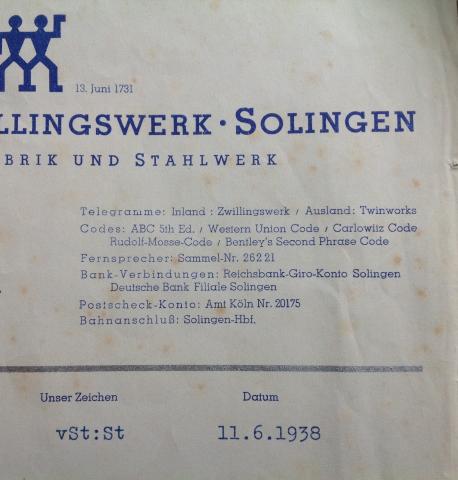 13. Juni 1731
LLINGSWERK · SOLINGEN
BRIK UND STAHLWERK
Telegramme: Inland : Zwillingswerk / Ausland: Twinworks
Codes: ABC 5th Ed. / Western Union Code / Carlowitz Code
Rudolf-Mosse-Code / Bentley's Second Phrase Code
Fernsprecher: Sammel-Nr. 26221
Bank-Verbindungen: Reichsbank-Giro-Konto Solingen
Deutsche Bank Filiale Solingen
Postscheck-Konto: Amt Köln Nr. 20175
Bahnanschluß: Solingen-Hbf.
Unser Zeichen Datum
vSt:St 11.6.1938